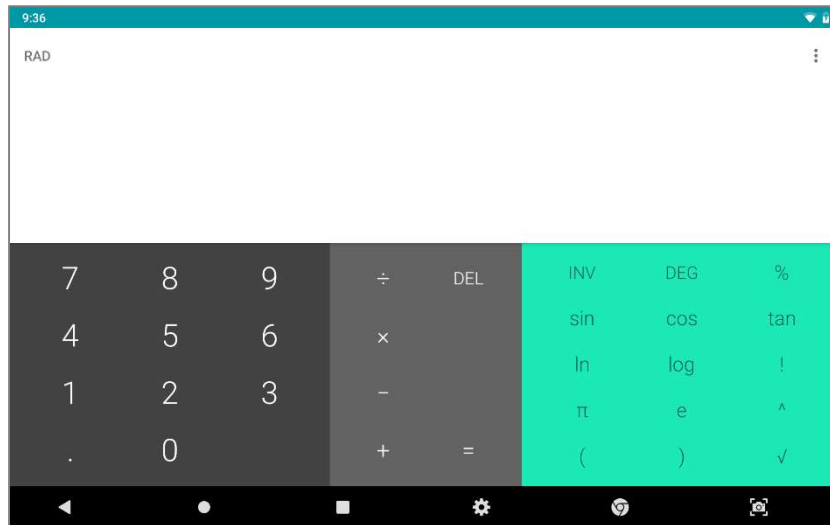 9:36
RAD
7 8 9 ÷ DEL INV DEG %
4 5 6 × sin cos tan
1 2 3 − ln log !
. 0 + = π e ^
( ) √